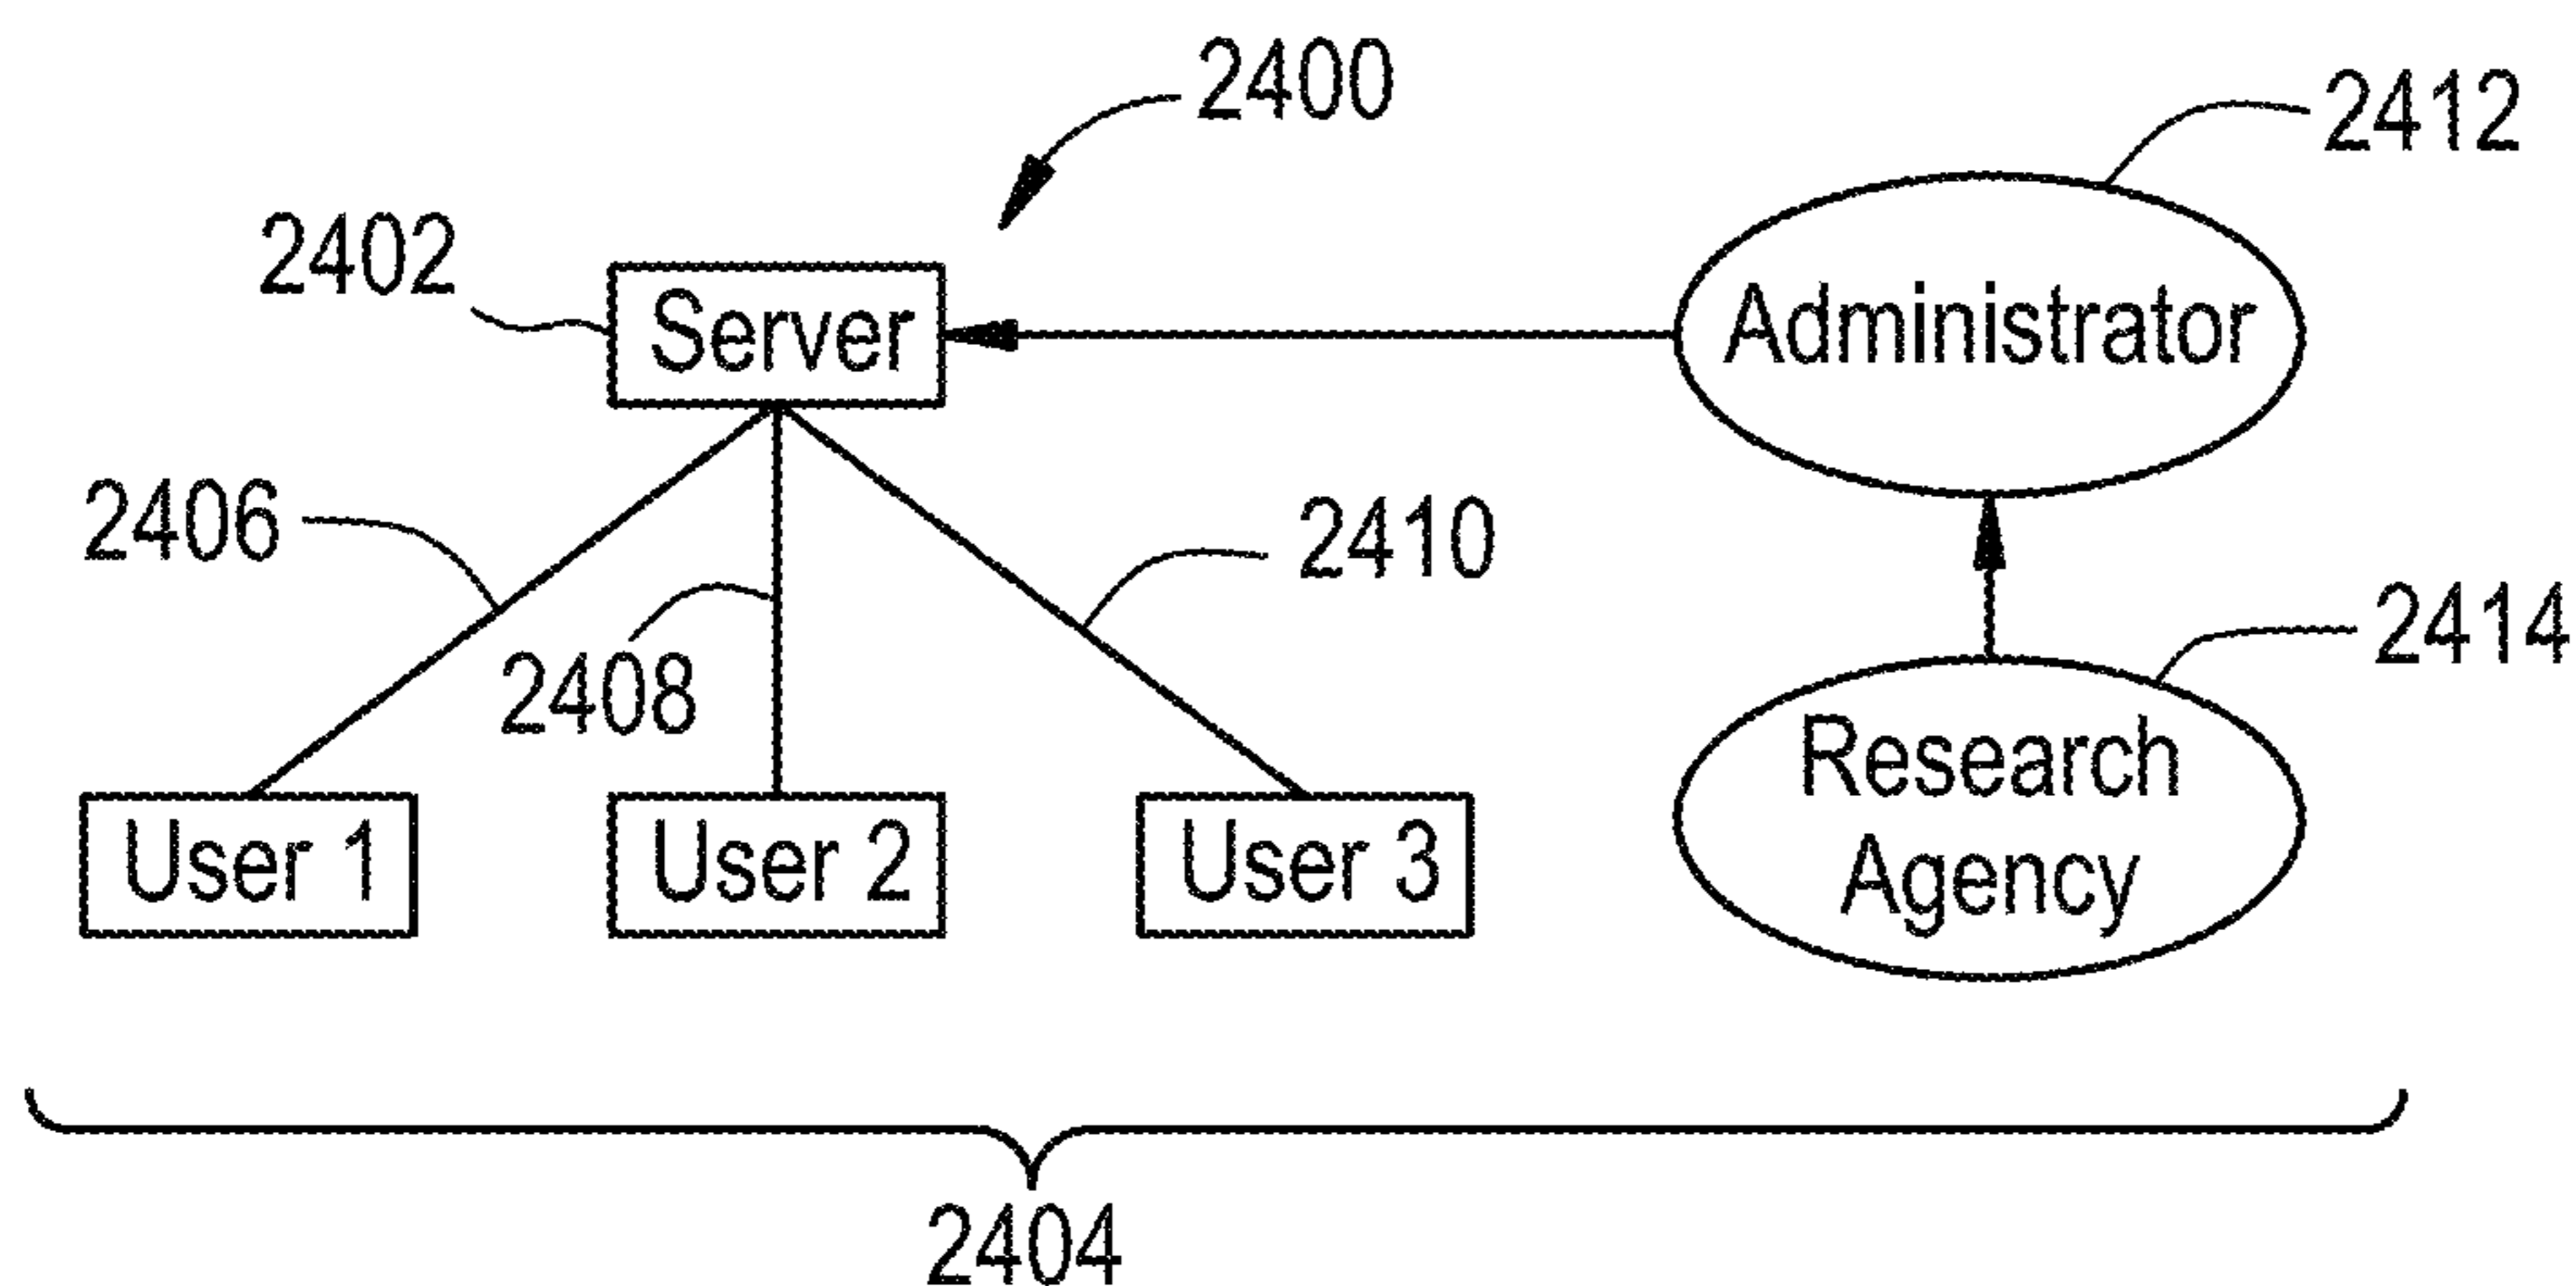 2400
2412
2402
Server
Administrator
2406
2410
2408
2414
User 1
User 2
User 3
Research
Agency
2404